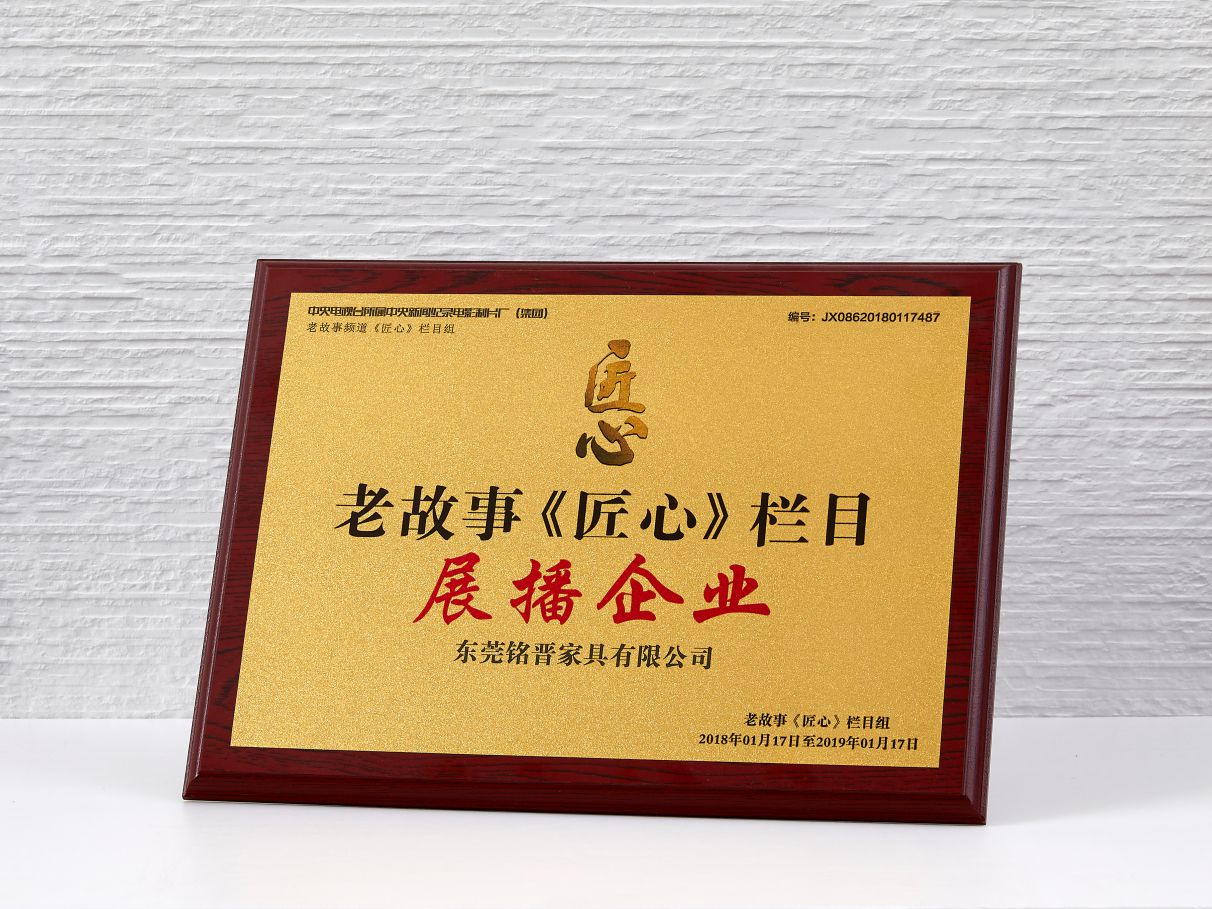 中央电视台所属中央新闻纪录电影制片厂（集团）
老故事频道《匠心》栏目组
编号：JX08620180117487
匠心
老故事《匠心》栏目
展播企业
东莞铭晋家具有限公司
老故事《匠心》栏目组
2018年01月17日至2019年01月17日